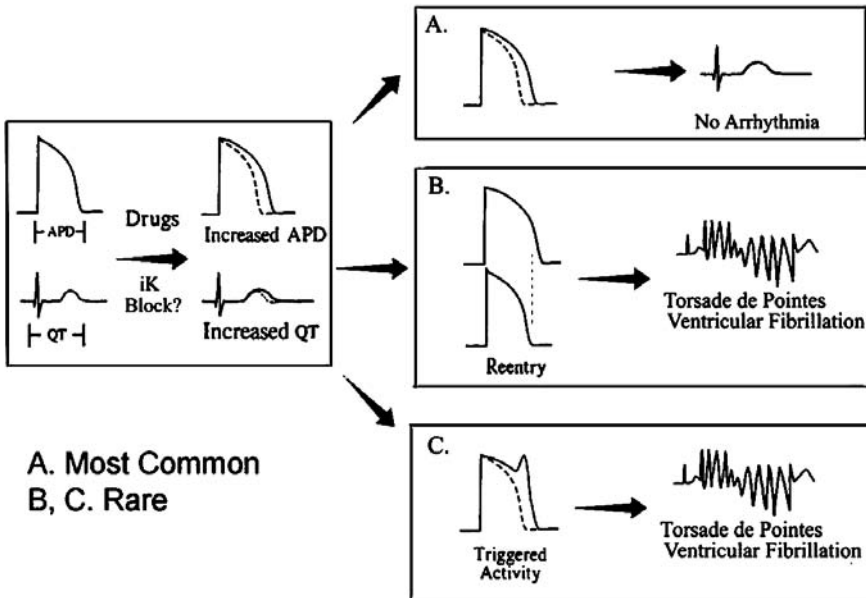 APD
QT
Drugs
iK
Block?
Increased APD
Increased QT
A.
No Arrhythmia
B.
Reentry
Torsade de Pointes
Ventricular Fibrillation
C.
Triggered
Activity
Torsade de Pointes
Ventricular Fibrillation
A. Most Common
B, C. Rare